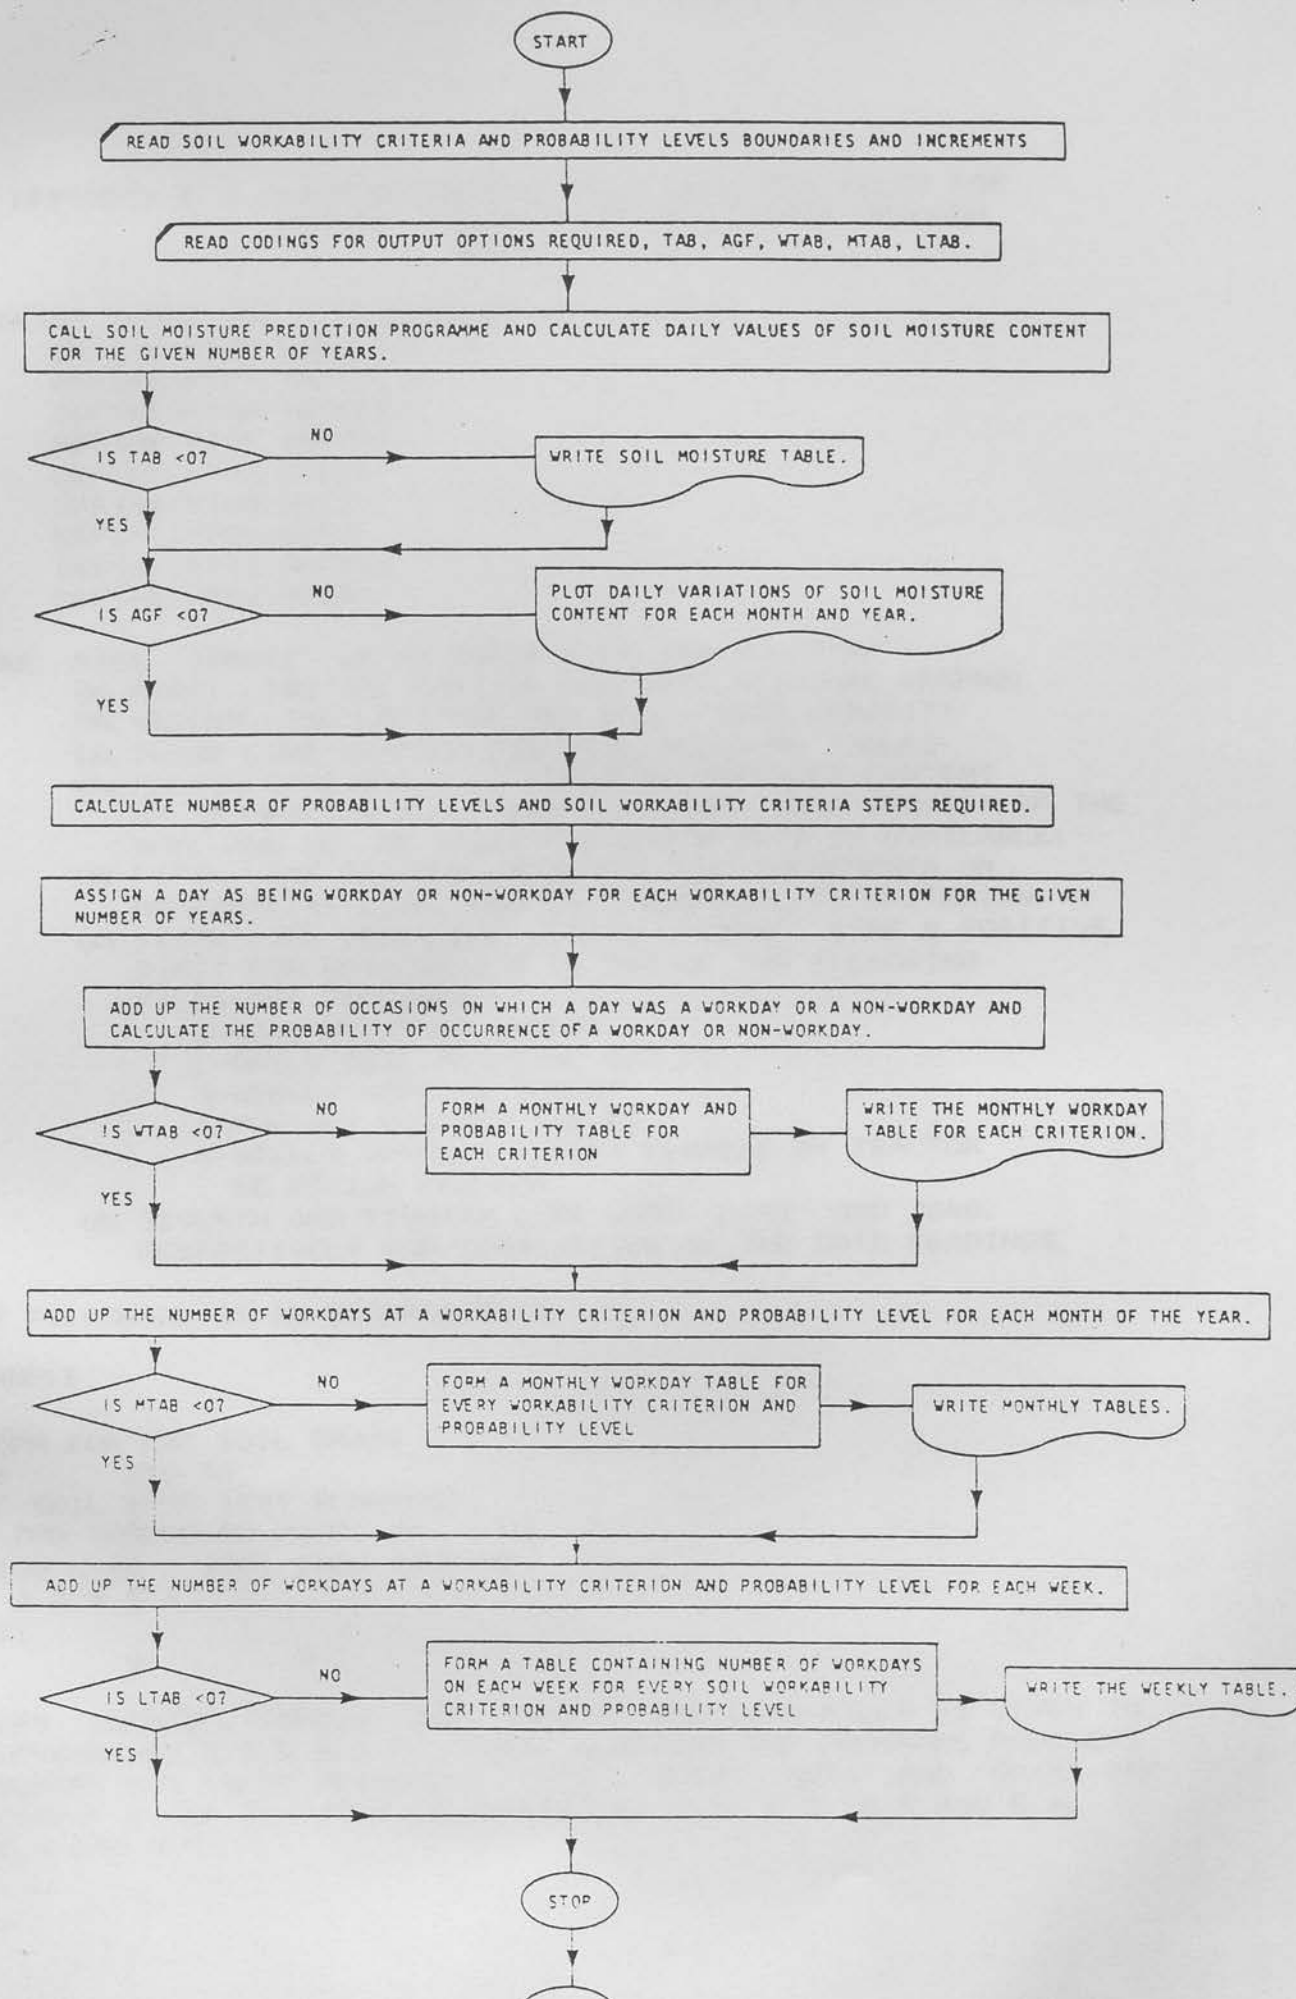 START
READ SOIL WORKABILITY CRITERIA AND PROBABILITY LEVELS BOUNDARIES AND INCREMENTS
READ CODINGS FOR OUTPUT OPTIONS REQUIRED, TAB, AGF, WTAB, MTAB, LTAB.
CALL SOIL MOISTURE PREDICTION PROGRAMME AND CALCULATE DAILY VALUES OF SOIL MOISTURE CONTENT
FOR THE GIVEN NUMBER OF YEARS.
IS TAB <0?
NO
WRITE SOIL MOISTURE TABLE.
YES
IS AGF <0?
NO
PLOT DAILY VARIATIONS OF SOIL MOISTURE
CONTENT FOR EACH MONTH AND YEAR.
YES
CALCULATE NUMBER OF PROBABILITY LEVELS AND SOIL WORKABILITY CRITERIA STEPS REQUIRED.
ASSIGN A DAY AS BEING WORKDAY OR NON-WORKDAY FOR EACH WORKABILITY CRITERION FOR THE GIVEN
NUMBER OF YEARS.
ADD UP THE NUMBER OF OCCASIONS ON WHICH A DAY WAS A WORKDAY OR A NON-WORKDAY AND
CALCULATE THE PROBABILITY OF OCCURRENCE OF A WORKDAY OR NON-WORKDAY.
IS WTAB <0?
NO
FORM A MONTHLY WORKDAY AND
PROBABILITY TABLE FOR
EACH CRITERION
WRITE THE MONTHLY WORKDAY
TABLE FOR EACH CRITERION.
YES
ADD UP THE NUMBER OF WORKDAYS AT A WORKABILITY CRITERION AND PROBABILITY LEVEL FOR EACH MONTH OF THE YEAR.
IS MTAB <0?
NO
FORM A MONTHLY WORKDAY TABLE FOR
EVERY WORKABILITY CRITERION AND
PROBABILITY LEVEL
WRITE MONTHLY TABLES.
YES
ADD UP THE NUMBER OF WORKDAYS AT A WORKABILITY CRITERION AND PROBABILITY LEVEL FOR EACH WEEK.
IS LTAB <0?
NO
FORM A TABLE CONTAINING NUMBER OF WORKDAYS
ON EACH WEEK FOR EVERY SOIL WORKABILITY
CRITERION AND PROBABILITY LEVEL
WRITE THE WEEKLY TABLE.
YES
STOP